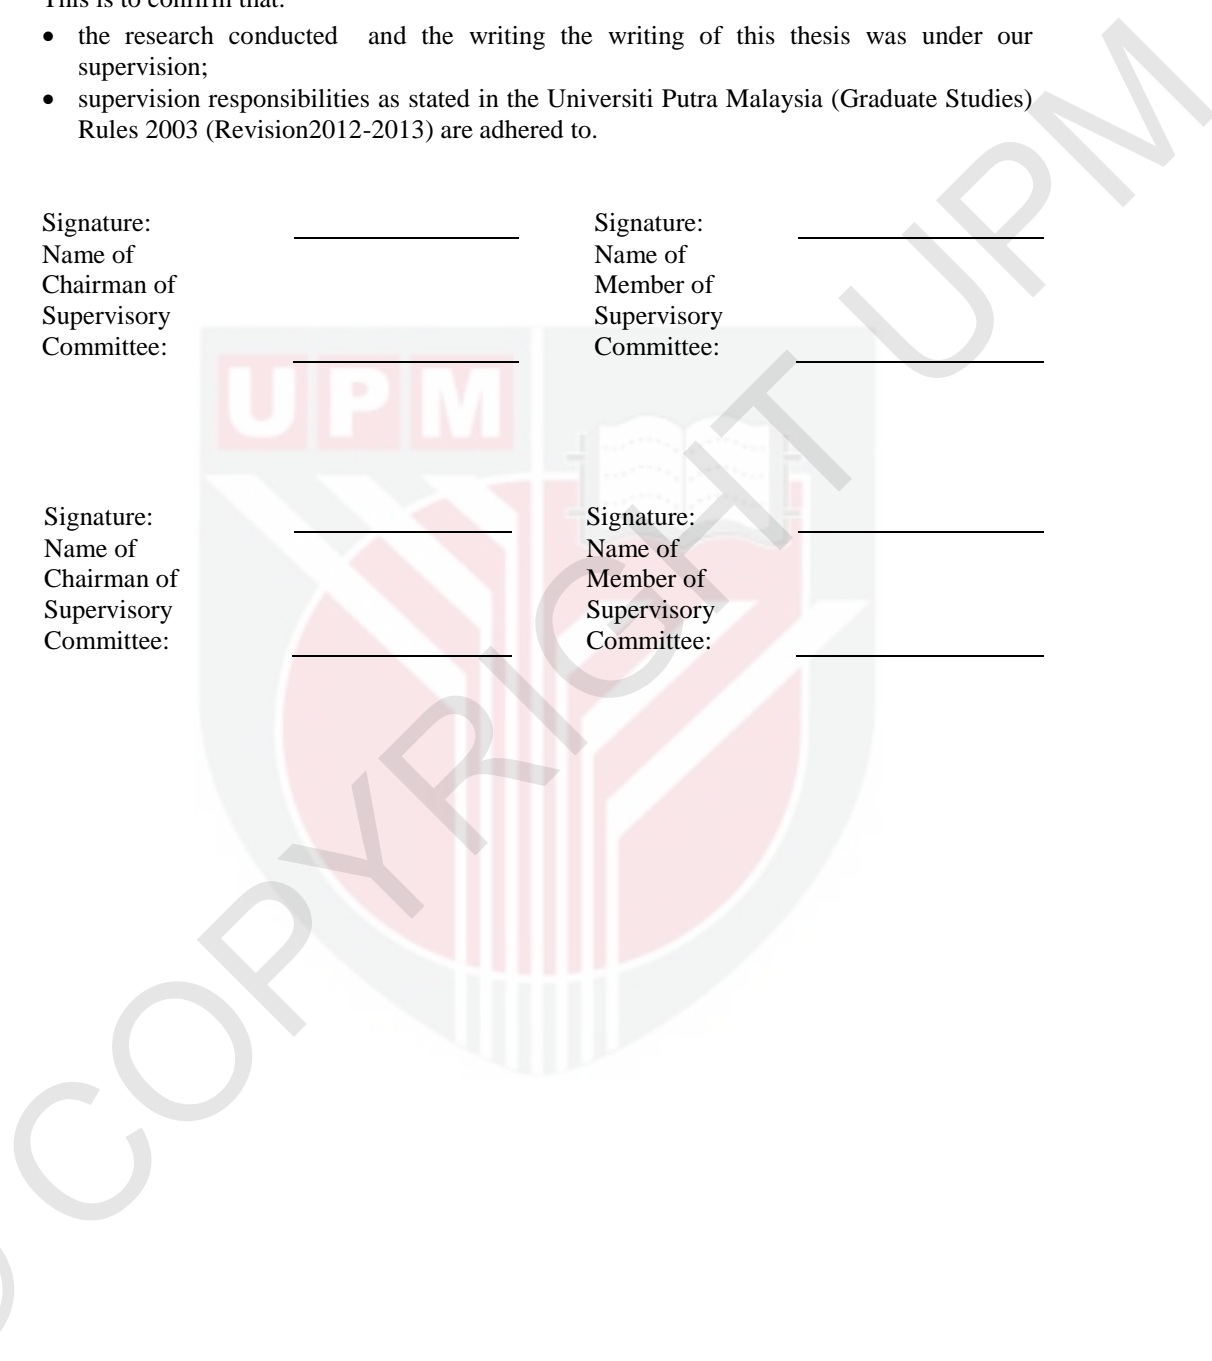 This is to confirm that:
• the research conducted and the writing the writing of this thesis was under our
supervision;
• supervision responsibilities as stated in the Universiti Putra Malaysia (Graduate Studies)
Rules 2003 (Revision2012-2013) are adhered to.
Signature:
Name of
Chairman of
Supervisory
Committee:
Signature:
Name of
Member of
Supervisory
Committee:
UPM
Signature:
Name of
Chairman of
Supervisory
Committee:
Signature:
Name of
Member of
Supervisory
Committee:
© COPYRIGHT UPM